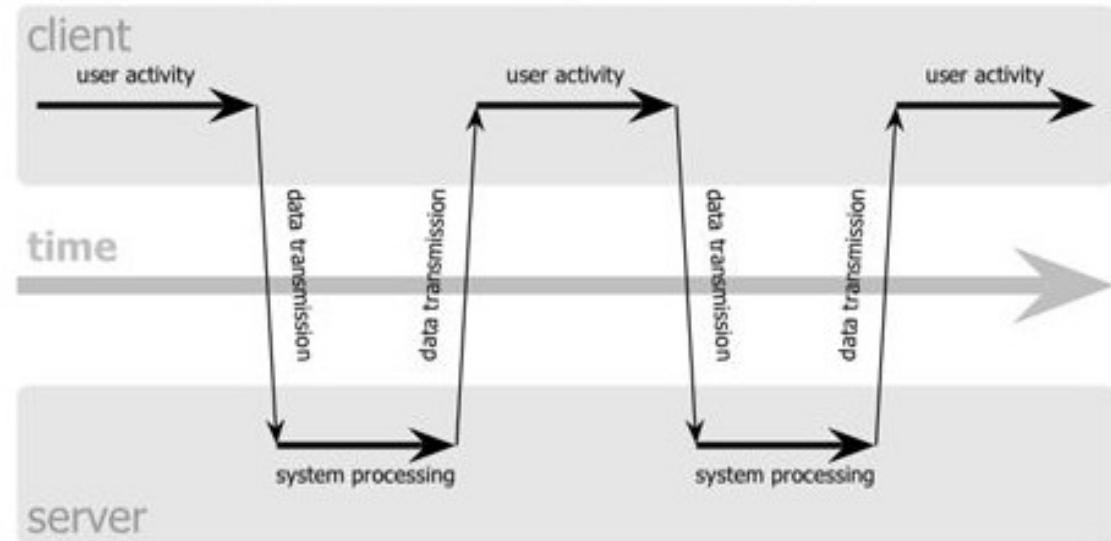 client
user activity
user activity
user activity
data transmission
data transmission
data transmission
data transmission
time
system processing
system processing
server